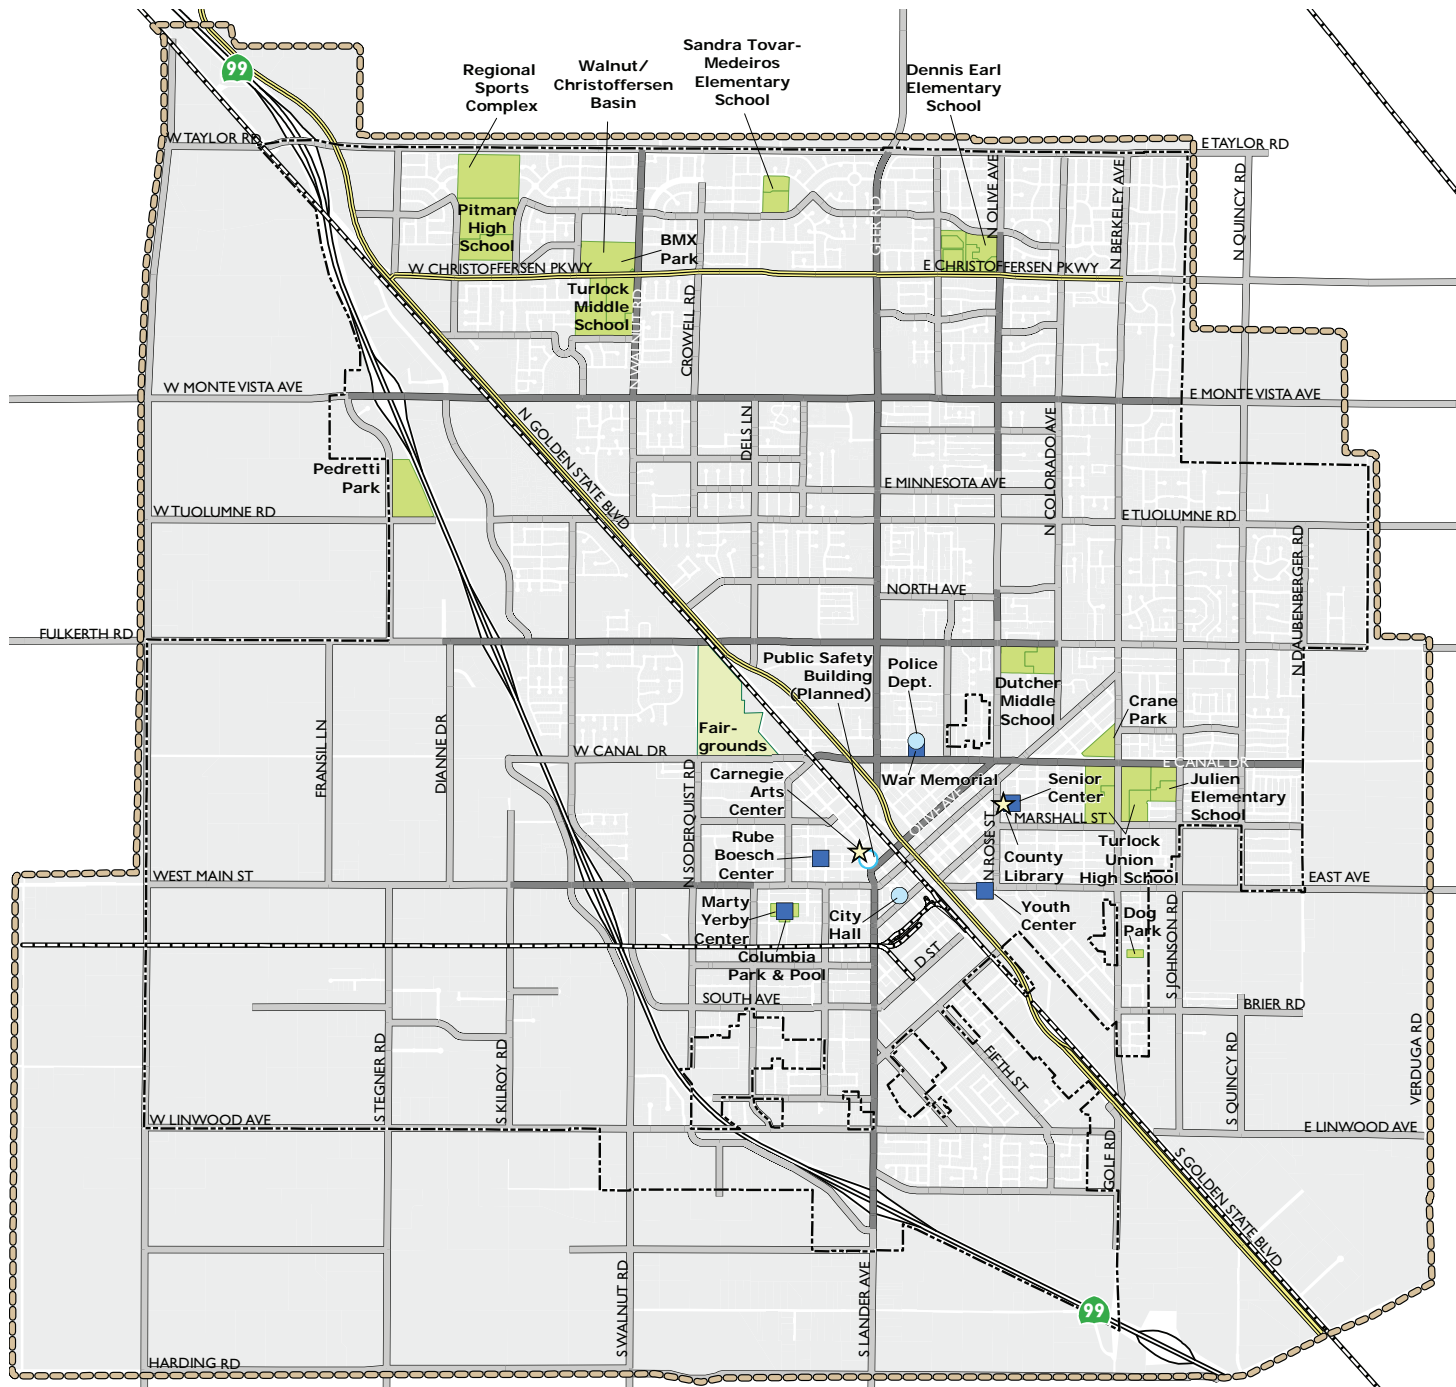 99
Regional
Sports
Complex
Walnut/
Christoffersen
Basin
Sandra Tovar-
Medeiros
Elementary
School
Dennis Earl
Elementary
School
W TAYLOR RD
E TAYLOR RD
N OLIVE AVE
N BERKELEY AVE
N QUINCY RD
GEER RD
Pitman
High
School
BMX
Park
W CHRISTOFFERSEN PKWY
E CHRISTOFFERSEN PKWY
Turlock
Middle
School
N WALNUT RD
CROWELL RD
W MONTE VISTA AVE
E MONTE VISTA AVE
N GOLDEN STATE BLVD
DELS LN
N COLORADO AVE
Pedretti
Park
E MINNESOTA AVE
W TUOLUMNE RD
E TUOLUMNE RD
N DAUBENBERGER RD
NORTH AVE
FULKERTH RD
Public Safety
Building
(Planned)
Police
Dept.
Dutcher
Middle
School
Crane
Park
FRANSIL LN
DIANNE DR
Fair-
grounds
W CANAL DR
E CANAL DR
N SODERQUIST RD
Carnegie
Arts
Center
War Memorial
OLIVE AVE
Senior
Center
Julien
Elementary
School
MARSHALL ST
N ROSE ST
Rube
Boesch
Center
County
Library
Turlock
Union
High School
WEST MAIN ST
EAST AVE
Marty
Yerby
Center
City
Hall
Youth
Center
Dog
Park
D ST
Columbia
Park & Pool
S JOHNSON RD
SOUTH AVE
BRIER RD
S TEGNER RD
S KILROY RD
FIFTH ST
S QUINCY RD
VERDUGA RD
W LINWOOD AVE
E LINWOOD AVE
GOLF RD
S GOLDEN STATE BLVD
S WALNUT RD
S LANDER AVE
99
HARDING RD